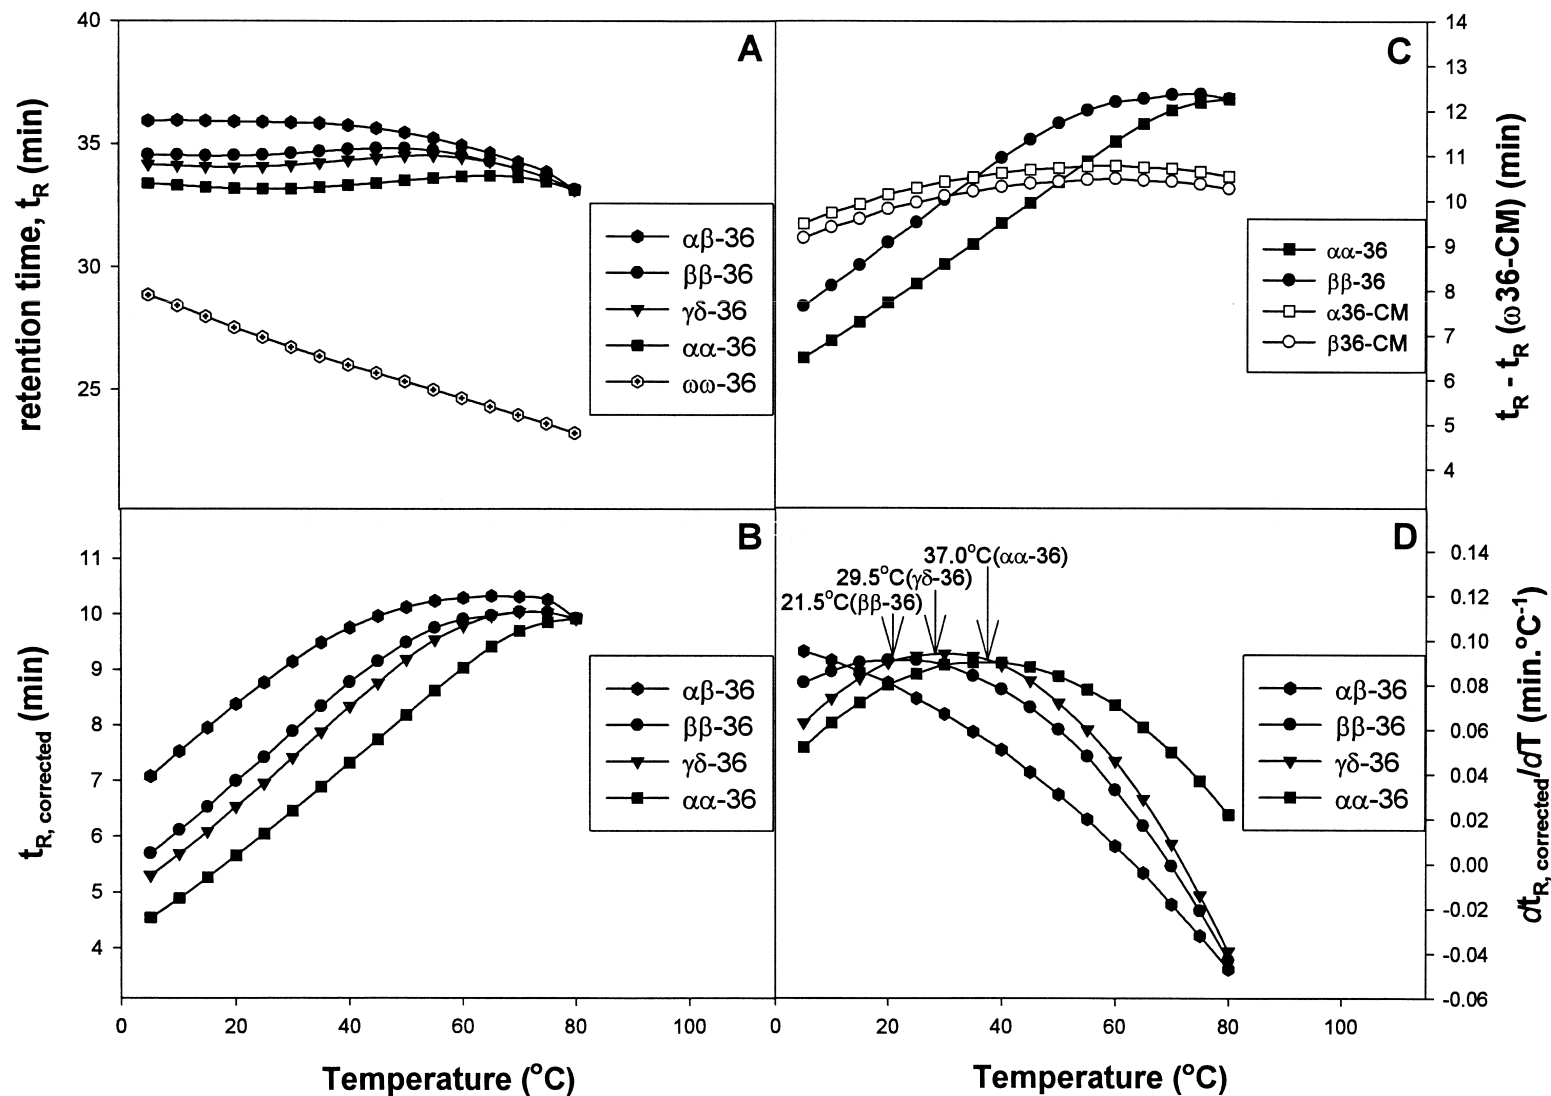 A
40
35
30
25
retention time, tR (min)
αβ-36
ββ-36
γδ-36
αα-36
ωω-36
C
14
13
12
11
10
9
8
7
6
5
4
tR - tR (ω36-CM) (min)
αα-36
ββ-36
α36-CM
β36-CM
B
11
10
9
8
7
6
5
4
tR, corrected (min)
αβ-36
ββ-36
γδ-36
αα-36
0 20 40 60 80 100
Temperature (°C)
D
37.0°C(αα-36)
29.5°C(γδ-36)
21.5°C(ββ-36)
0.14
0.12
0.10
0.08
0.06
0.04
0.02
0.00
-0.02
-0.04
-0.06
dtR, corrected/dT (min.°C-1)
αβ-36
ββ-36
γδ-36
αα-36
0 20 40 60 80 100
Temperature (°C)